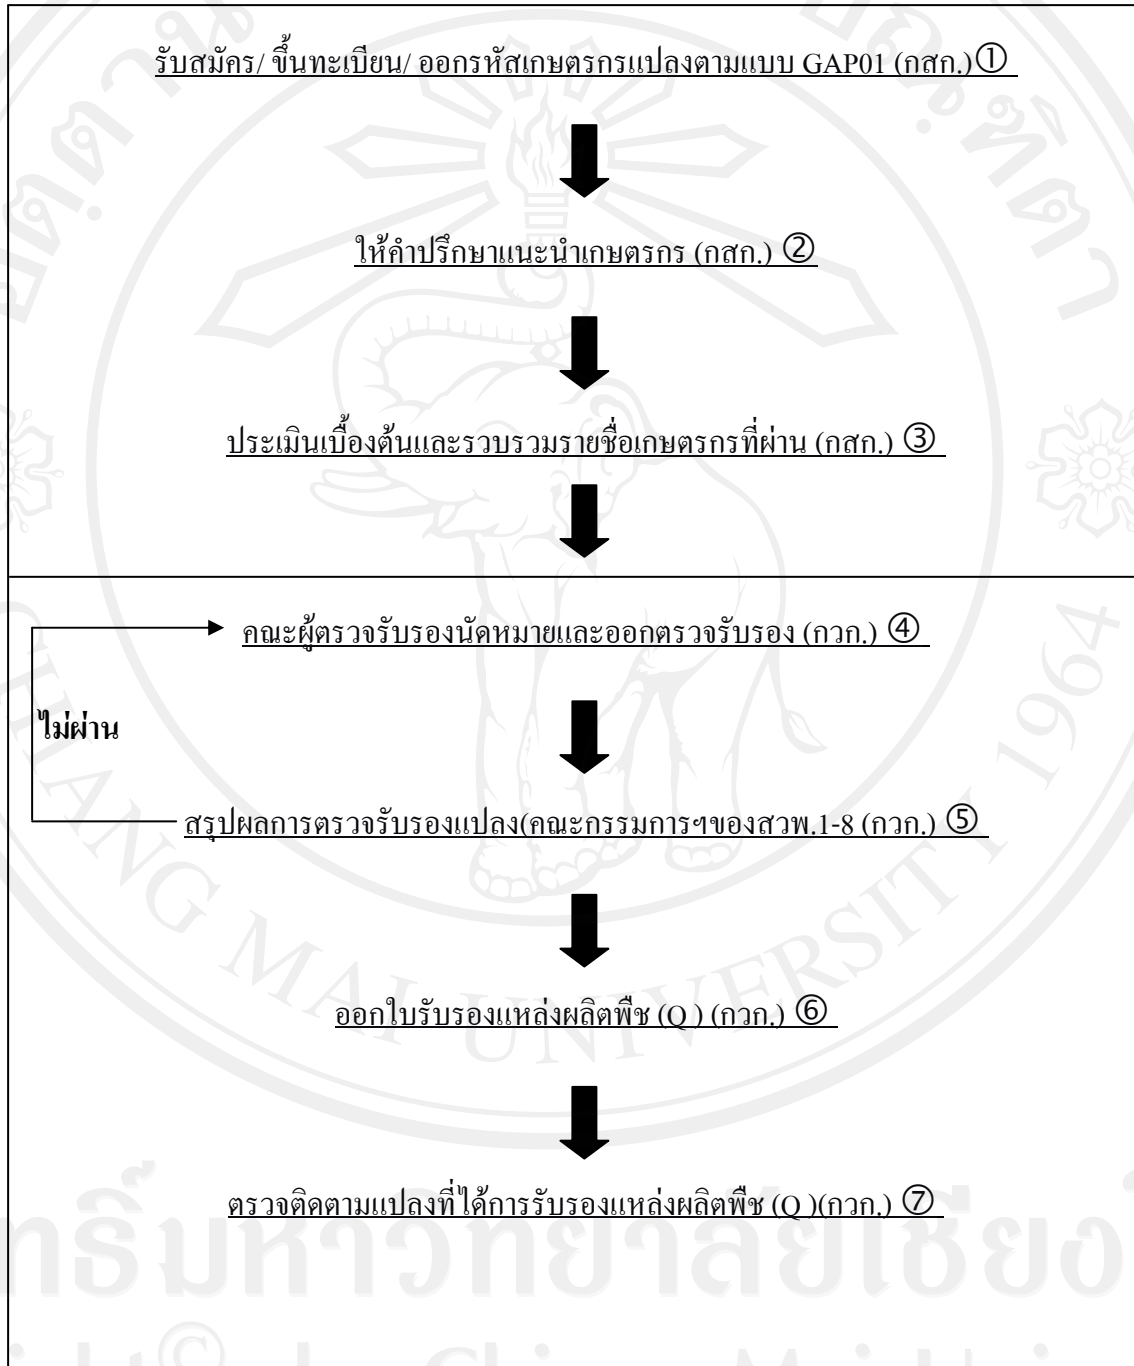 รับสมัคร/ ขึ้นทะเบียน/ ออกรหัสเกษตรกรแปลงตามแบบ GAP01 (กสก.)①
ให้คำปรึกษาแนะนำเกษตรกร (กสก.) ②
ประเมินเบื้องต้นและรวบรวมรายชื่อเกษตรกรที่ผ่าน (กสก.) ③
คณะผู้ตรวจรับรองนัดหมายและออกตรวจรับรอง (กวก.) ④
ไม่ผ่าน
สรุปผลการตรวจรับรองแปลง(คณะกรรมการฯของสวพ.1-8 (กวก.) ⑤
ออกใบรับรองแหล่งผลิตพืช (Q ) (กวก.) ⑥
ตรวจติดตามแปลงที่ได้การรับรองแหล่งผลิตพืช (Q )(กวก.) ⑦
CHIANG MAI UNIVERSITY 1964